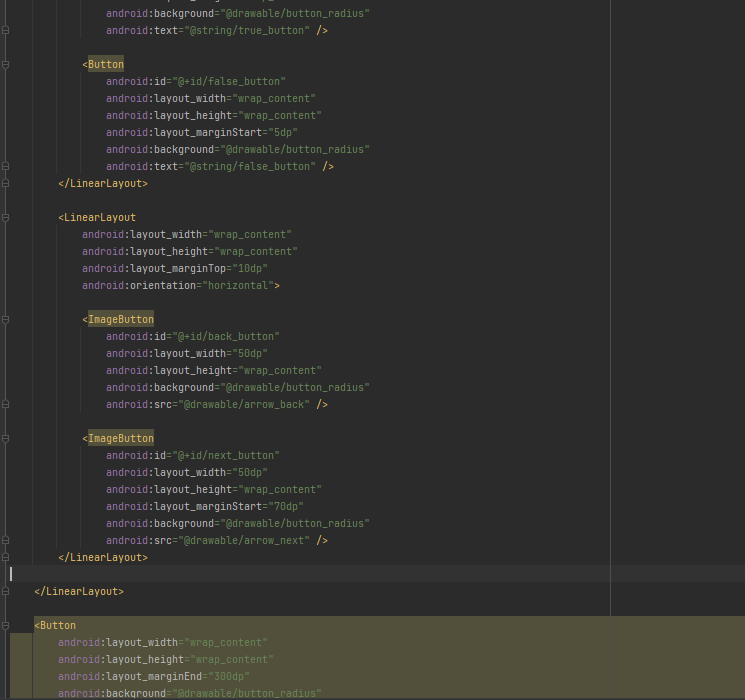 android:background="@drawable/button_radius"
android:text="@string/true_button" />
<Button
android:id="@+id/false_button"
android:layout_width="wrap_content"
android:layout_height="wrap_content"
android:layout_marginStart="5dp"
android:background="@drawable/button_radius"
android:text="@string/false_button" />
</LinearLayout>
<LinearLayout
android:layout_width="wrap_content"
android:layout_height="wrap_content"
android:layout_marginTop="10dp"
android:orientation="horizontal">
<ImageButton
android:id="@+id/back_button"
android:layout_width="50dp"
android:layout_height="wrap_content"
android:background="@drawable/button_radius"
android:src="@drawable/arrow_back" />
<ImageButton
android:id="@+id/next_button"
android:layout_width="50dp"
android:layout_height="wrap_content"
android:layout_marginStart="70dp"
android:background="@drawable/button_radius"
android:src="@drawable/arrow_next" />
</LinearLayout>
</LinearLayout>
<Button
android:layout_width="wrap_content"
android:layout_height="wrap_content"
android:layout_marginEnd="300dp"
android:background="@drawable/button_radius"